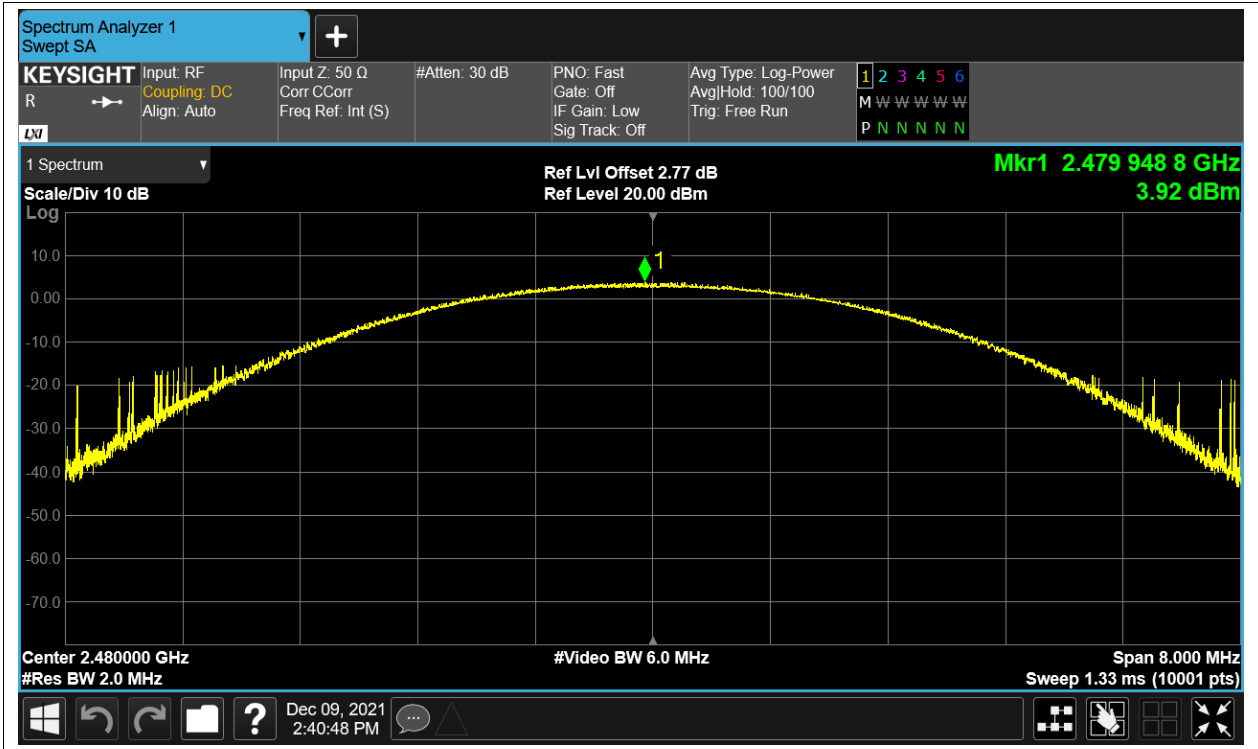 Spectrum Analyzer 1
Swept SA
KEYSIGHT
R
LXI
Input: RF
Coupling: DC
Align: Auto
Input Z: 50 Ω
Corr CCorr
Freq Ref: Int (S)
#Atten: 30 dB
PNO: Fast
Gate: Off
IF Gain: Low
Sig Track: Off
Avg Type: Log-Power
Avg|Hold: 100/100
Trig: Free Run
1 2 3 4 5 6
M W W W W W
P N N N N N
1 Spectrum
Scale/Div 10 dB
Log
Ref Lvl Offset 2.77 dB
Ref Level 20.00 dBm
Mkr1 2.479 948 8 GHz
3.92 dBm
1
10.0
0.00
-10.0
-20.0
-30.0
-40.0
-50.0
-60.0
-70.0
Center 2.480000 GHz
#Res BW 2.0 MHz
#Video BW 6.0 MHz
Span 8.000 MHz
Sweep 1.33 ms (10001 pts)
?
Dec 09, 2021
2:40:48 PM